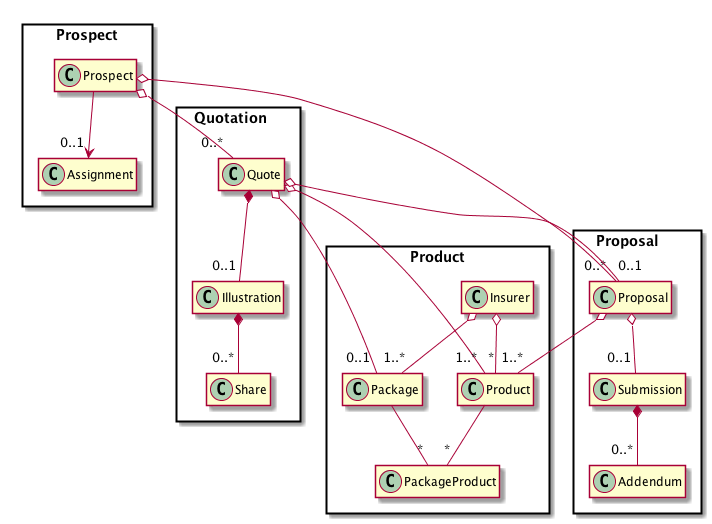 Prospect
C Prospect
0..1
C Assignment
Quotation
0..*
C Quote
0..1
C Illustration
0..*
C Share
Product
C Insurer
0..1 1..* 1..* * 1..*
C Package
C Product
* *
C PackageProduct
Proposal
0..* 0..1
C Proposal
0..1
C Submission
0..*
C Addendum